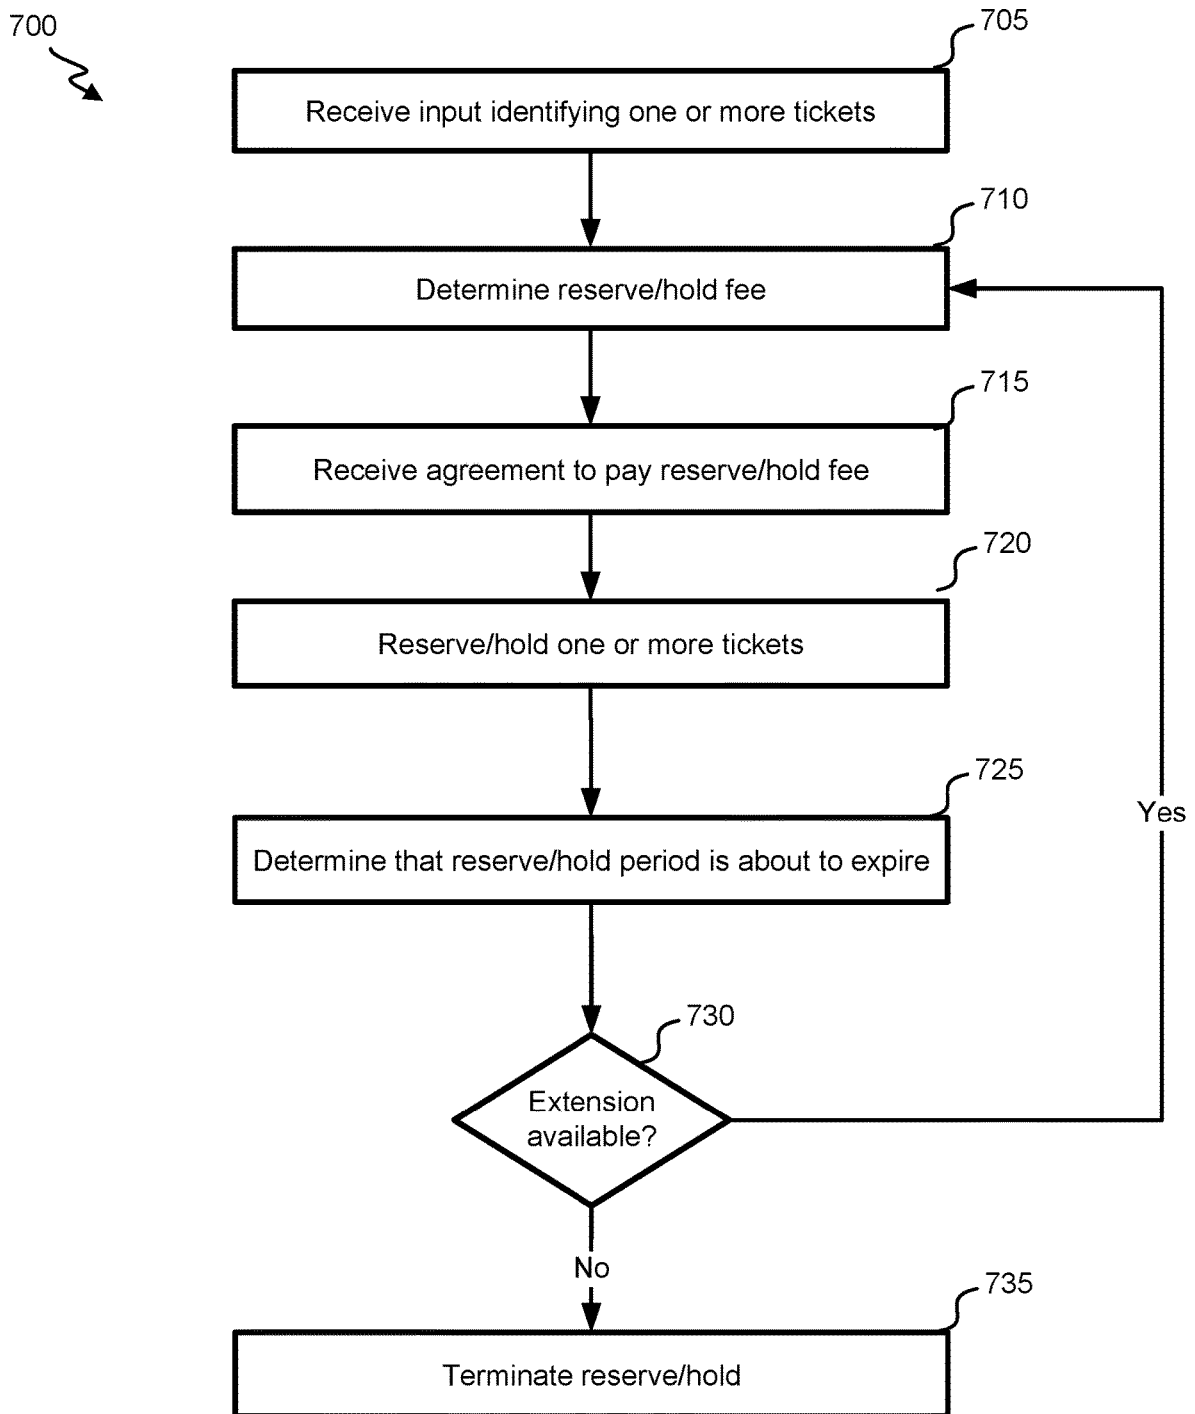 700
705
Receive input identifying one or more tickets
710
Determine reserve/hold fee
715
Receive agreement to pay reserve/hold fee
720
Reserve/hold one or more tickets
725
Yes
Determine that reserve/hold period is about to expire
730
Extension
available?
No
735
Terminate reserve/hold